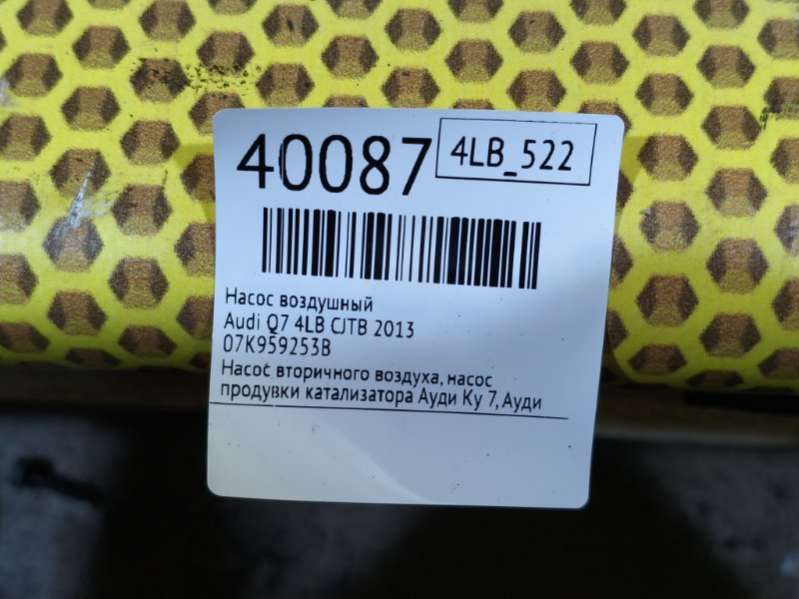 40087
4LB_522
Насос воздушный
Audi Q7 4LB CJTB 2013
07K959253B
Насос вторичного воздуха, насос
продувки катализатора Ауди Ку 7, Ауди